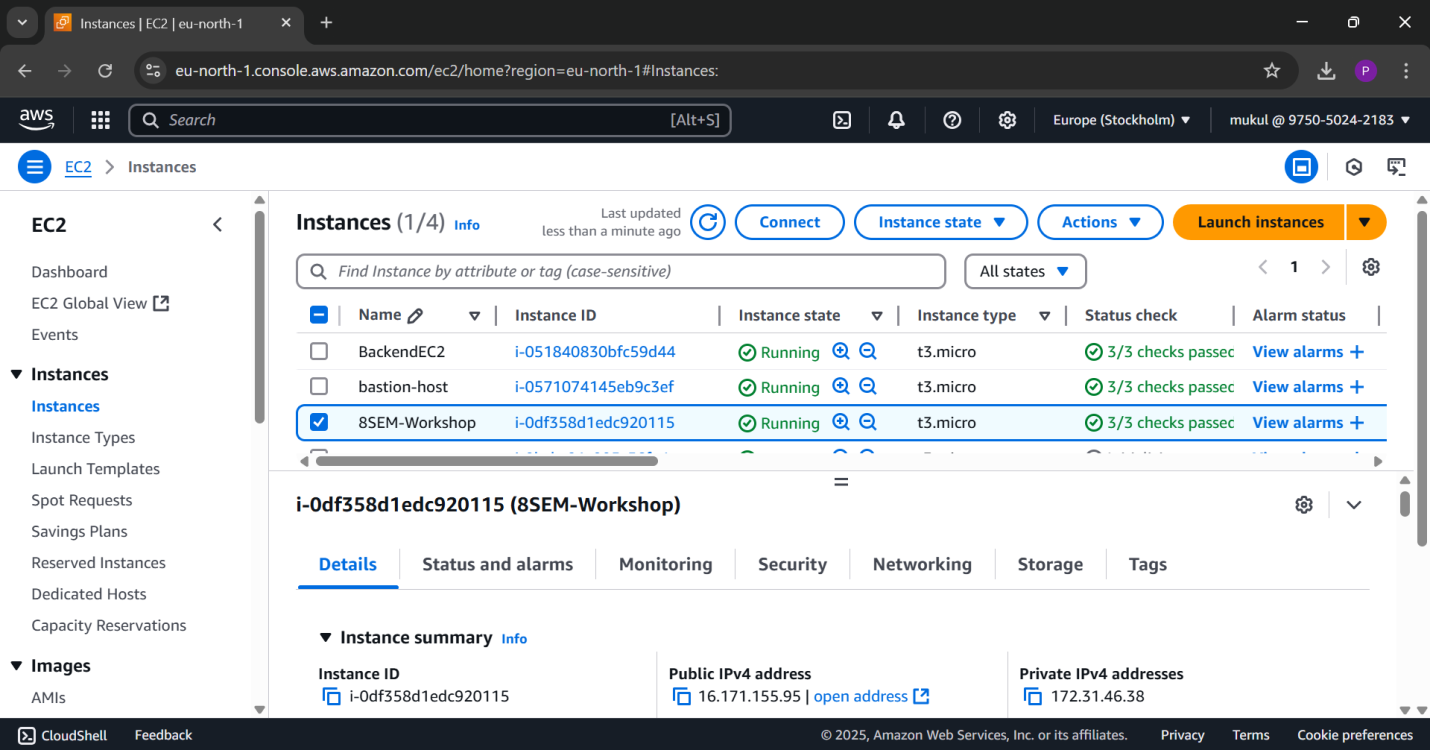 Instances | EC2 | eu-north-1
eu-north-1.console.aws.amazon.com/ec2/home?region=eu-north-1#Instances:
P
aws
Search [Alt+S]
Europe (Stockholm)
mukul @ 9750-5024-2183
EC2 Instances
EC2
Dashboard
EC2 Global View
Events
Instances
Instances
Instance Types
Launch Templates
Spot Requests
Savings Plans
Reserved Instances
Dedicated Hosts
Capacity Reservations
Images
AMIs
Instances (1/4) Info
Last updated
less than a minute ago
Connect
Instance state
Actions
Launch instances
Find Instance by attribute or tag (case-sensitive)
All states
1
Name Instance ID Instance state Instance type Status check Alarm status
BackendEC2 i-051840830bfc59d44 Running t3.micro 3/3 checks passec View alarms +
bastion-host i-0571074145eb9c3ef Running t3.micro 3/3 checks passec View alarms +
8SEM-Workshop i-0df358d1edc920115 Running t3.micro 3/3 checks passec View alarms +
i-0df358d1edc920115 (8SEM-Workshop)
Details Status and alarms Monitoring Security Networking Storage Tags
Instance summary Info
Instance ID
i-0df358d1edc920115
Public IPv4 address
16.171.155.95 | open address
Private IPv4 addresses
172.31.46.38
CloudShell Feedback © 2025, Amazon Web Services, Inc. or its affiliates. Privacy Terms Cookie preferences